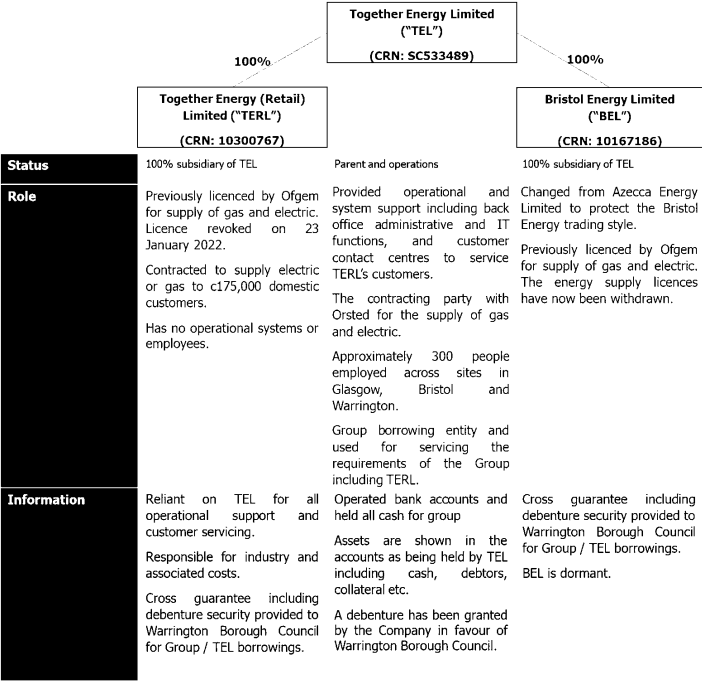 Together Energy Limited
("TEL")
(CRN: SC533489)
100%
100%
Together Energy (Retail)
Limited ("TERL")
(CRN: 10300767)
Bristol Energy Limited
("BEL")
(CRN: 10167186)
Status
100% subsidiary of TEL
Parent and operations
100% subsidiary of TEL
Role
Previously licenced by Ofgem
for supply of gas and electric.
Licence revoked on 23
January 2022.
Contracted to supply electric
or gas to c175,000 domestic
customers.
Has no operational systems or
employees.
Provided operational and
system support including back
office administrative and IT
functions, and customer
contact centres to service
TERL's customers.
The contracting party with
Orsted for the supply of gas
and electric.
Approximately 300 people
employed across sites in
Glasgow, Bristol and
Warrington.
Group borrowing entity and
used for servicing the
requirements of the Group
including TERL.
Changed from Azecca Energy
Limited to protect the Bristol
Energy trading style.
Previously licenced by Ofgem
for supply of gas and electric.
The energy supply licences
have now been withdrawn.
Information
Reliant on TEL for all
operational support and
customer servicing.
Responsible for industry and
associated costs.
Cross guarantee including
debenture security provided to
Warrington Borough Council
for Group / TEL borrowings.
Operated bank accounts and
held all cash for group
Assets are shown in the
accounts as being held by TEL
including cash, debtors,
collateral etc.
A debenture has been granted
by the Company in favour of
Warrington Borough Council.
Cross guarantee including
debenture security provided to
Warrington Borough Council
for Group / TEL borrowings.
BEL is dormant.